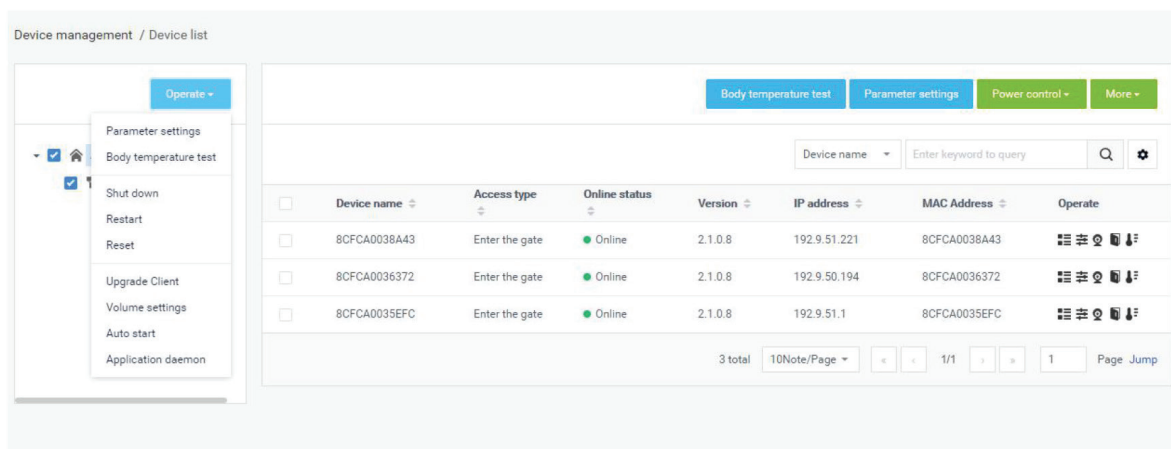 Device management / Device list
Operate
Body temperature test Parameter settings Power control More
Parameter settings
Body temperature test
Shut down
Restart
Reset
Upgrade Client
Volume settings
Auto start
Application daemon
Device name Enter keyword to query
Device name Access type Online status Version IP address MAC Address Operate
8CFCA0038A43 Enter the gate Online 2.1.0.8 192.9.51.221 8CFCA0038A43
8CFCA0036372 Enter the gate Online 2.1.0.8 192.9.50.194 8CFCA0036372
8CFCA0035EFC Enter the gate Online 2.1.0.8 192.9.51.1 8CFCA0035EFC
3 total 10Note/Page « ‹ 1/1 › » 1 Page Jump